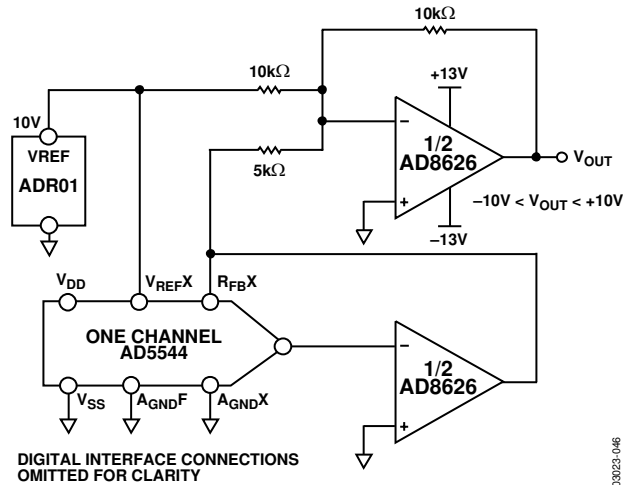 10kΩ
10kΩ
+13V
10V
VREF
ADR01
5kΩ
–
1/2
AD8626
+
VOUT
–10V < VOUT < +10V
–13V
VDD
VREFX
RFBX
ONE CHANNEL
AD5544
VSS
AGNDF
AGNDX
–
1/2
AD8626
+
DIGITAL INTERFACE CONNECTIONS
OMITTED FOR CLARITY
03023-046